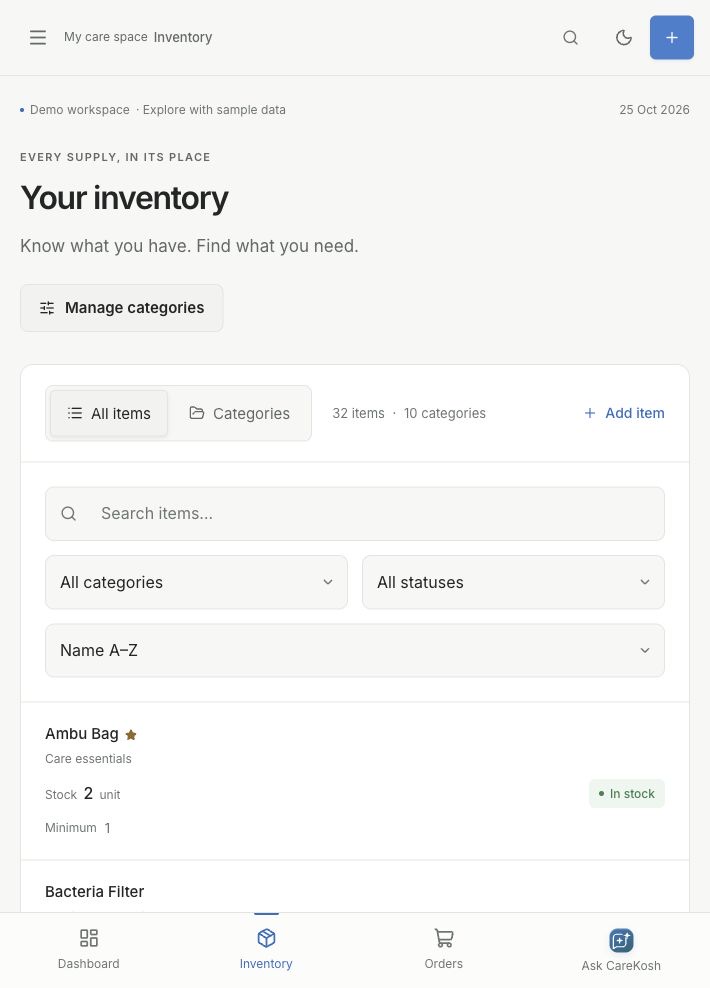 My care space Inventory
Demo workspace · Explore with sample data 25 Oct 2026
EVERY SUPPLY, IN ITS PLACE
Your inventory
Know what you have. Find what you need.
Manage categories
All items Categories 32 items · 10 categories + Add item
Search items...
All categories All statuses
Name A–Z
Ambu Bag
Care essentials
Stock 2 unit In stock
Minimum 1
Bacteria Filter
Dashboard Inventory Orders Ask CareKosh